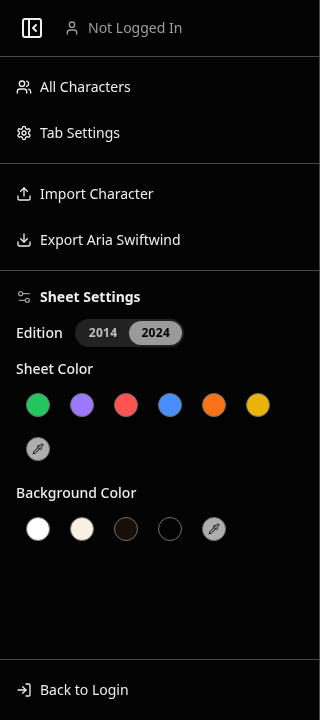 Not Logged In
All Characters
Tab Settings
Import Character
Export Aria Swiftwind
Sheet Settings
Edition 2014 2024
Sheet Color
Background Color
Back to Login